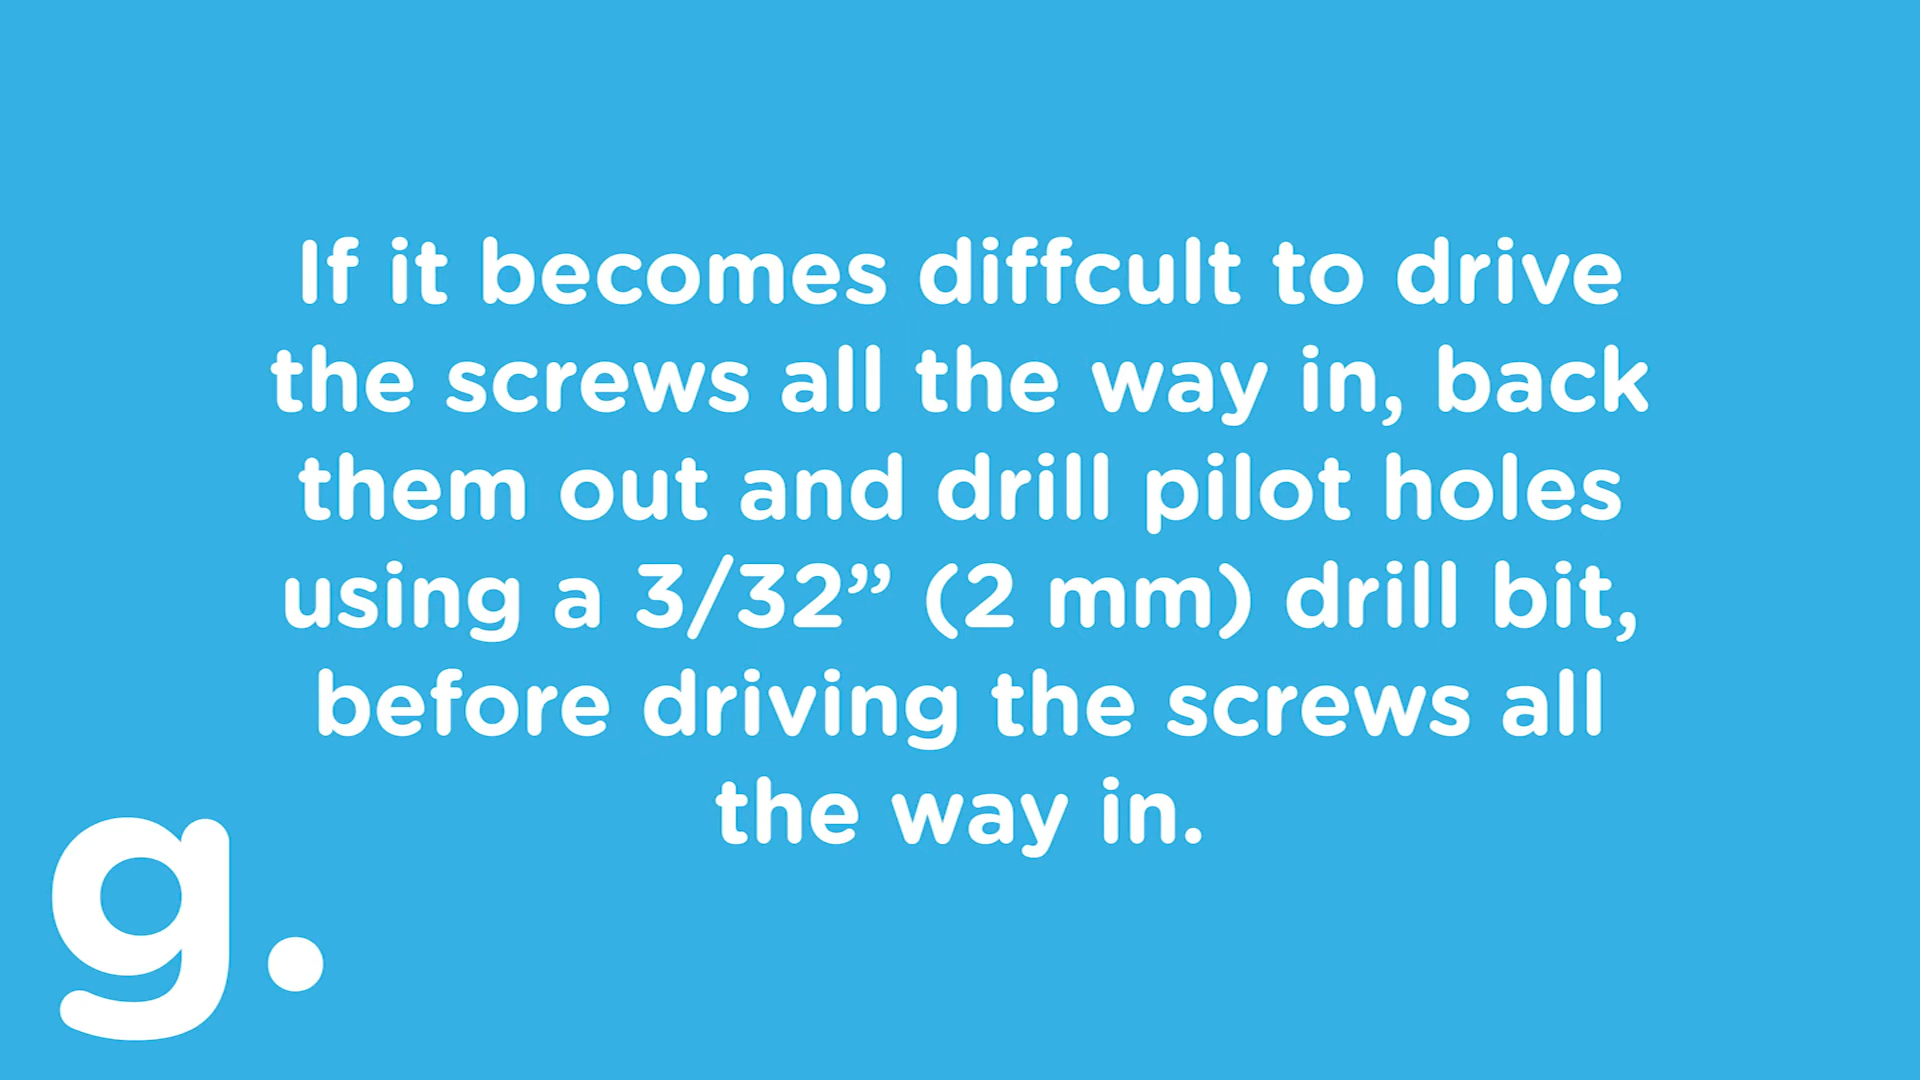 If it becomes diffcult to drive
the screws all the way in, back
them out and drill pilot holes
using a 3/32” (2 mm) drill bit,
before driving the screws all
the way in.
g.